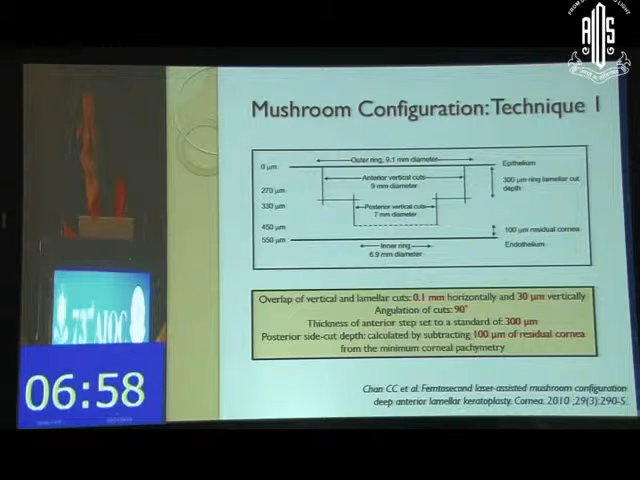 AIOS
Mushroom Configuration: Technique 1
Outer ring, 9.1 mm diameter
0 µm
Epithelium
Anterior vertical cuts
9 mm diameter
300 µm ring lamellar cut
depth
270 µm
330 µm
Posterior vertical cuts
7 mm diameter
450 µm
100 µm residual cornea
550 µm
Endothelium
Inner ring
6.9 mm diameter
Overlap of vertical and lamellar cuts: 0.1 mm horizontally and 30 µm vertically
Angulation of cuts: 90°
Thickness of anterior step set to a standard of: 300 µm
Posterior side-cut depth: calculated by subtracting 100 µm of residual cornea
from the minimum corneal pachymetry
Chan CC et al. Femtosecond laser-assisted mushroom configuration
deep anterior lamellar keratoplasty. Cornea. 2010 ;29(3):290-5.
75th AIOC
06:58